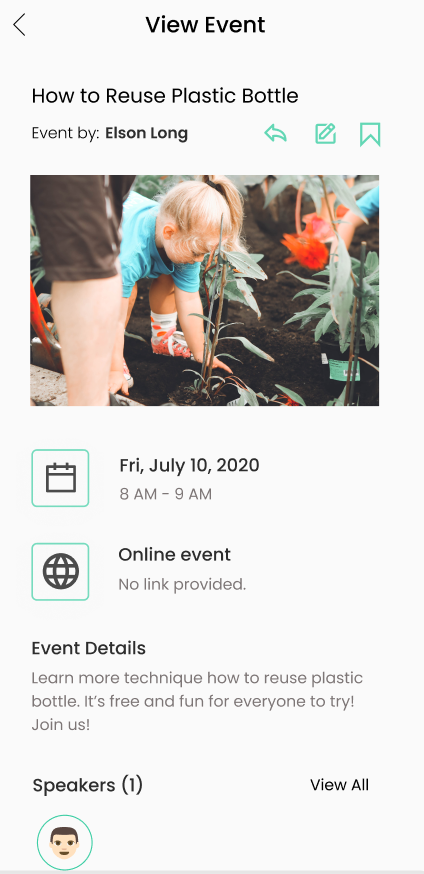 View Event
How to Reuse Plastic Bottle
Event by: Elson Long
Fri, July 10, 2020
8 AM - 9 AM
Online event
No link provided.
Event Details
Learn more technique how to reuse plastic
bottle. It’s free and fun for everyone to try!
Join us!
Speakers (1)
View All